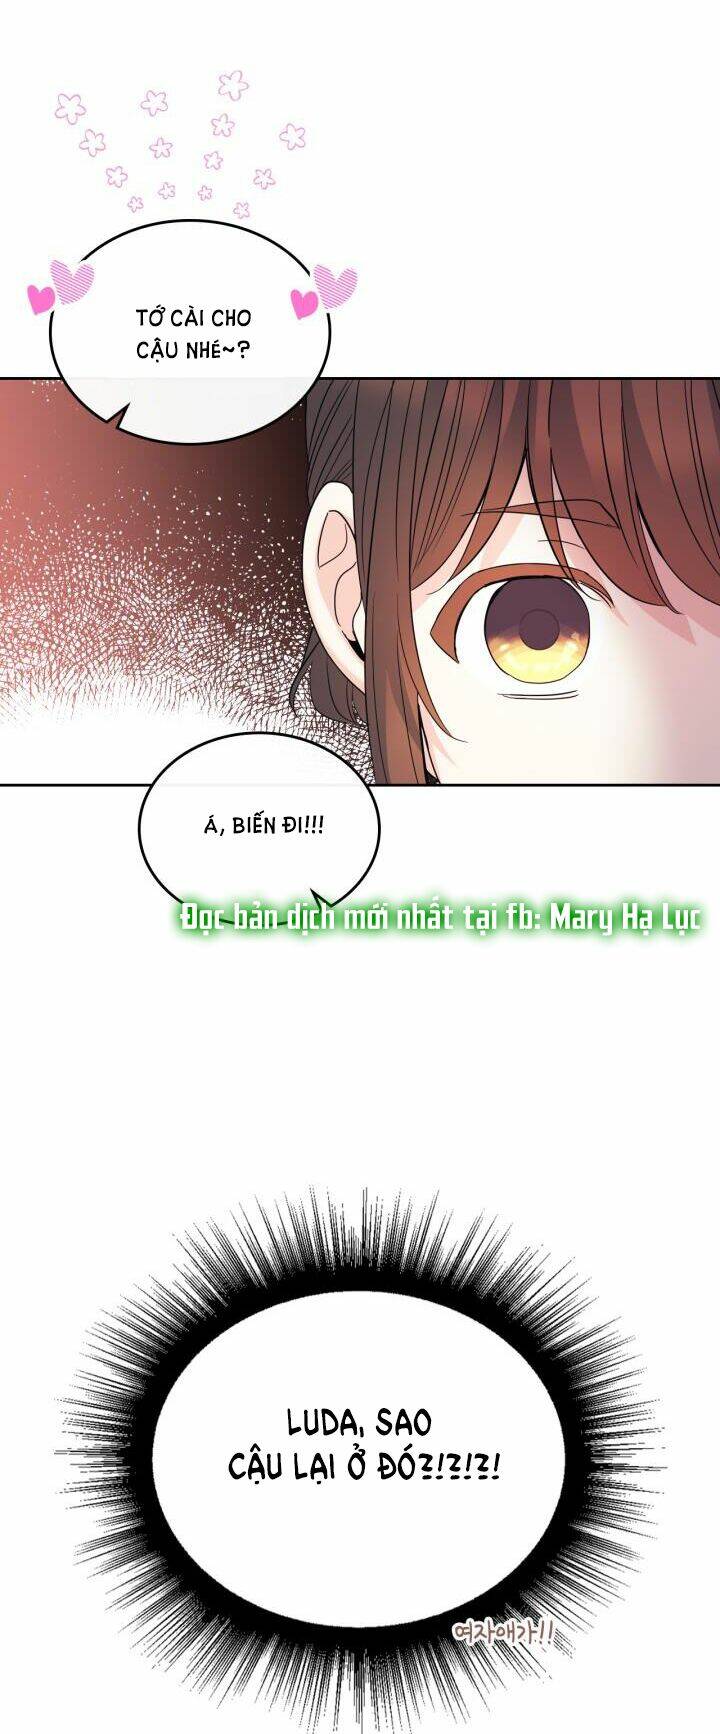 TỚ CÀI CHO
CẬU NHÉ~?
Á, BIẾN ĐI!!!
Đọc bản dịch mới nhất tại fb: Mary Hạ Lục
LUDA, SAO
CẬU LẠI Ở ĐÓ?!?!?!
여자애가!!